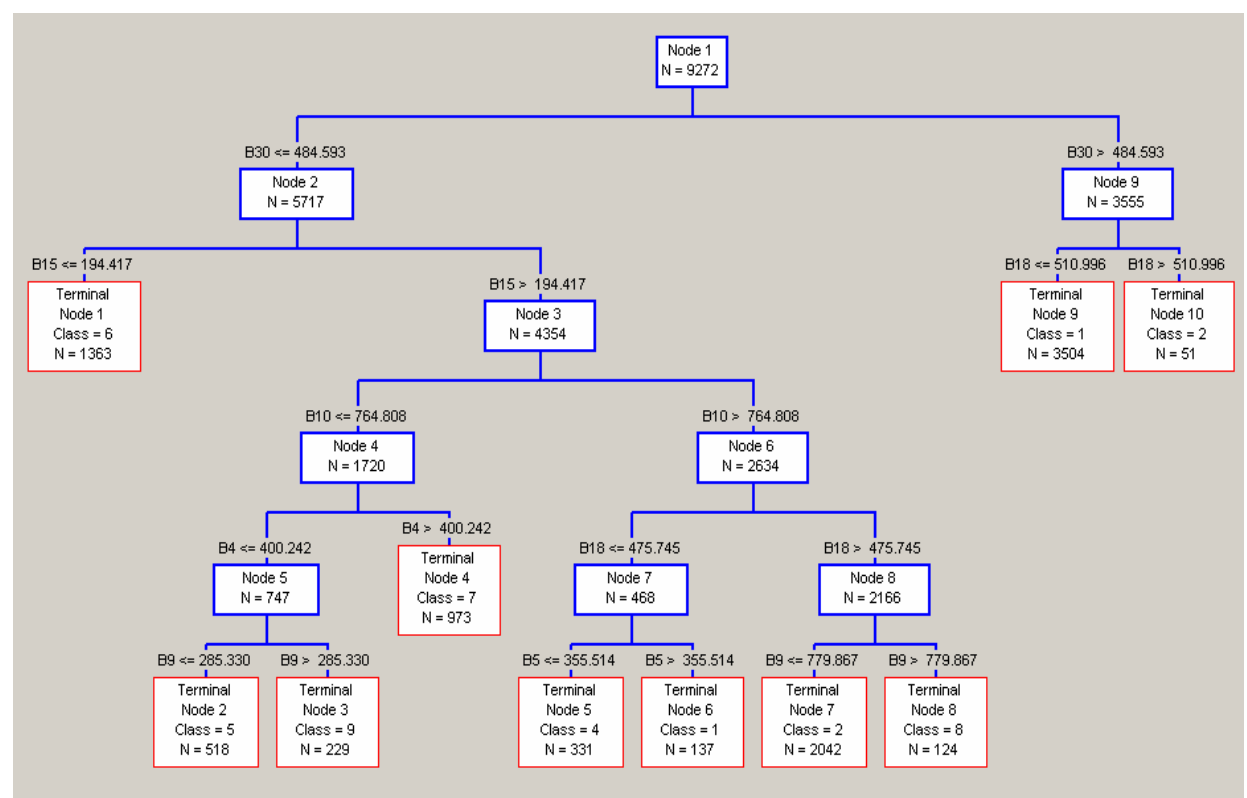 Node 1
N = 9272
B30 <= 484.593
B30 >  484.593
Node 2
N = 5717
Node 9
N = 3555
B15 <= 194.417
B15 >  194.417
B18 <= 510.996
B18 >  510.996
Terminal
Node 1
Class = 6
N = 1363
Node 3
N = 4354
Terminal
Node 9
Class = 1
N = 3504
Terminal
Node 10
Class = 2
N = 51
B10 <= 764.808
B10 >  764.808
Node 4
N = 1720
Node 6
N = 2634
B4 <= 400.242
B4 >  400.242
B18 <= 475.745
B18 >  475.745
Node 5
N = 747
Terminal
Node 4
Class = 7
N = 973
Node 7
N = 468
Node 8
N = 2166
B9 <= 285.330
B9 >  285.330
B5 <= 355.514
B5 >  355.514
B9 <= 779.867
B9 >  779.867
Terminal
Node 2
Class = 5
N = 518
Terminal
Node 3
Class = 9
N = 229
Terminal
Node 5
Class = 4
N = 331
Terminal
Node 6
Class = 1
N = 137
Terminal
Node 7
Class = 2
N = 2042
Terminal
Node 8
Class = 8
N = 124